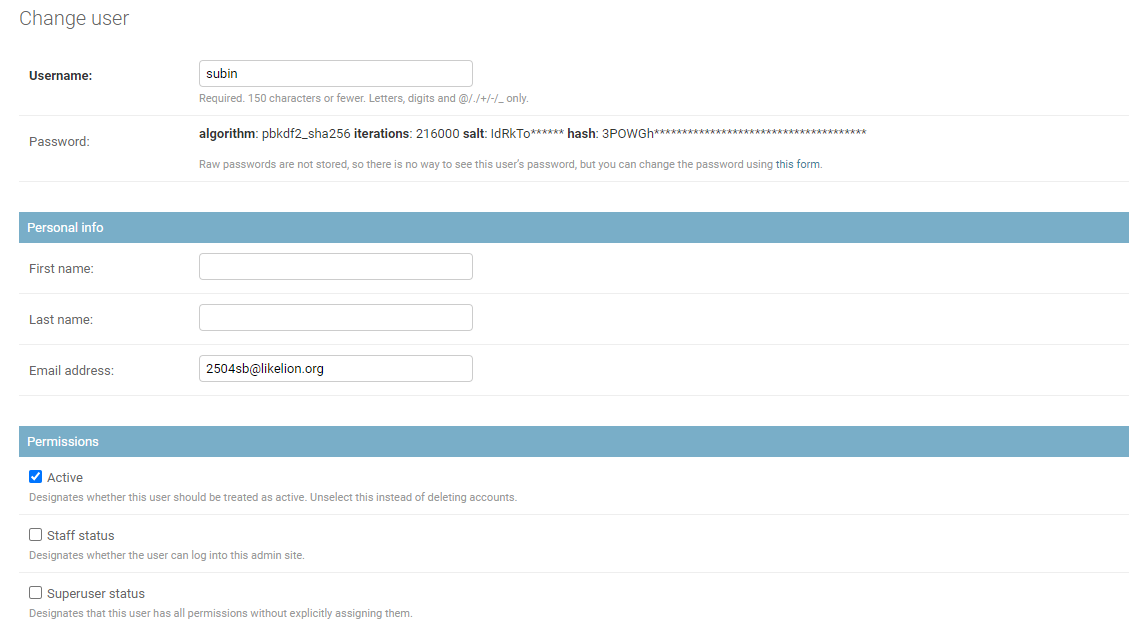 Change user
Username:
subin
Required. 150 characters or fewer. Letters, digits and @/./+/-/_ only.
Password:
algorithm: pbkdf2_sha256 iterations: 216000 salt: IdRkTo****** hash: 3POWGh**************************************
Raw passwords are not stored, so there is no way to see this user's password, but you can change the password using this form.
Personal info
First name:
Last name:
Email address:
2504sb@likelion.org
Permissions
Active
Designates whether this user should be treated as active. Unselect this instead of deleting accounts.
Staff status
Designates whether the user can log into this admin site.
Superuser status
Designates that this user has all permissions without explicitly assigning them.